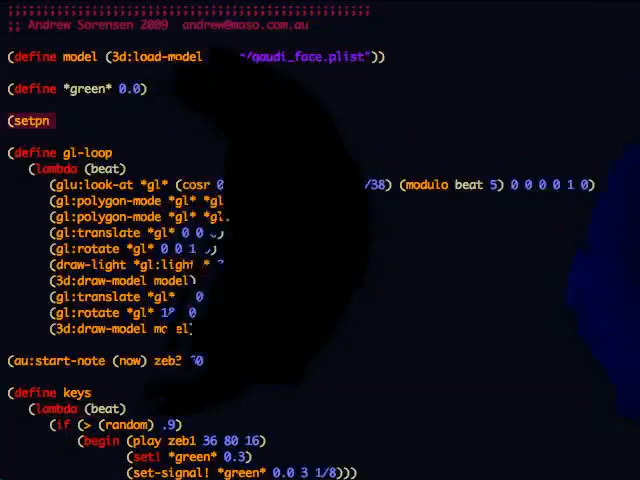 ;;;;;;;;;;;;;;;;;;;;;;;;;;;;;;;;;;;;;;;;;;;;;;;;;;;;
;; Andrew Sorensen 2009 andrew@moso.com.au
(define model (3d:load-model /gaudi_face.plist"))
(define *green* 0.0)
(setpn
(define gl-loop
(lambda (beat)
(glu:look-at *gl* (cosr 0 /38) (modulo beat 5) 0 0 0 0 1 0)
(gl:polygon-mode *gl* *gl
(gl:polygon-mode *gl* *gl
(gl:translate *gl* 0 0
(gl:rotate *gl* 0 0 1
(draw-light *gl:light
(3d:draw-model model)
(gl:translate *gl* 0
(gl:rotate *gl* 0
(3d:draw-model model)
(au:start-note (now) zeb2
(define keys
(lambda (beat)
(if (> (random) .9)
(begin (play zeb1 36 80 16)
(set! *green* 0.3)
(set-signal! *green* 0.0 3 1/8)))